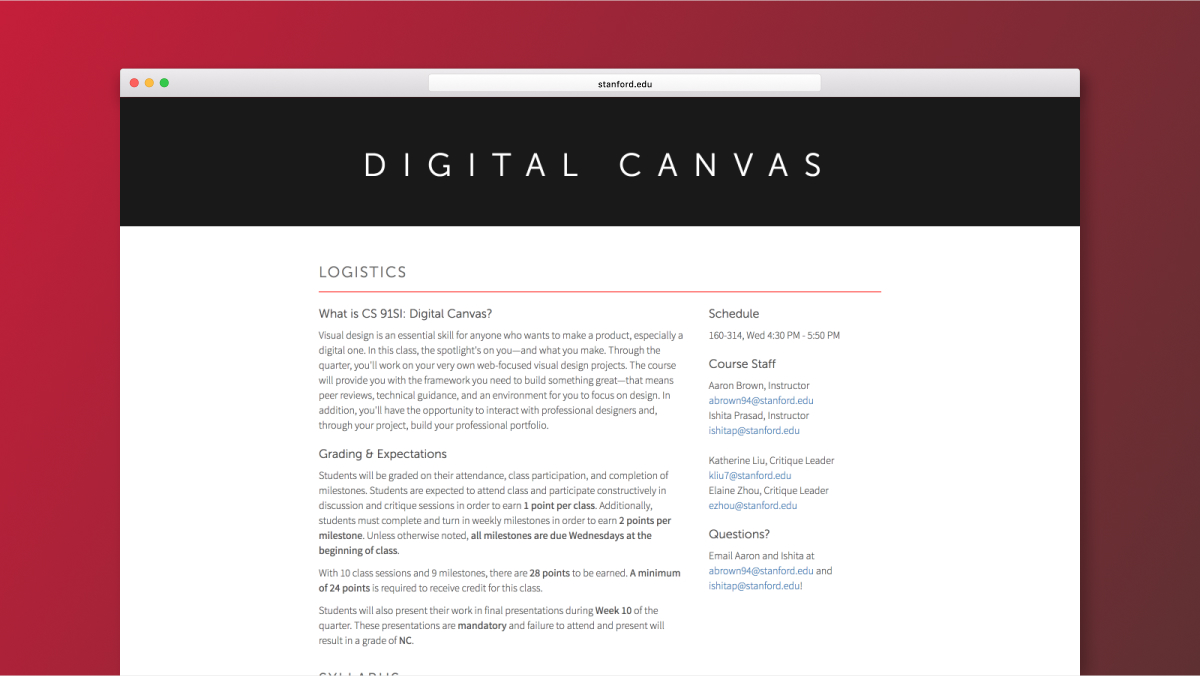 stanford.edu
DIGITAL CANVAS
LOGISTICS
What is CS 91SI: Digital Canvas?
Visual design is an essential skill for anyone who wants to make a product, especially a
digital one. In this class, the spotlight's on you—and what you make. Through the
quarter, you'll work on your very own web-focused visual design projects. The course
will provide you with the framework you need to build something great—that means
peer reviews, technical guidance, and an environment for you to focus on design. In
addition, you'll have the opportunity to interact with professional designers and,
through your project, build your professional portfolio.
Grading & Expectations
Students will be graded on their attendance, class participation, and completion of
milestones. Students are expected to attend class and participate constructively in
discussion and critique sessions in order to earn 1 point per class. Additionally,
students must complete and turn in weekly milestones in order to earn 2 points per
milestone. Unless otherwise noted, all milestones are due Wednesdays at the
beginning of class.
With 10 class sessions and 9 milestones, there are 28 points to be earned. A minimum
of 24 points is required to receive credit for this class.
Students will also present their work in final presentations during Week 10 of the
quarter. These presentations are mandatory and failure to attend and present will
result in a grade of NC.
Schedule
160-314, Wed 4:30 PM - 5:50 PM
Course Staff
Aaron Brown, Instructor
abrown94@stanford.edu
Ishita Prasad, Instructor
ishitap@stanford.edu
Katherine Liu, Critique Leader
kliu7@stanford.edu
Elaine Zhou, Critique Leader
ezhou@stanford.edu
Questions?
Email Aaron and Ishita at
abrown94@stanford.edu and
ishitap@stanford.edu!
SYLLABUS